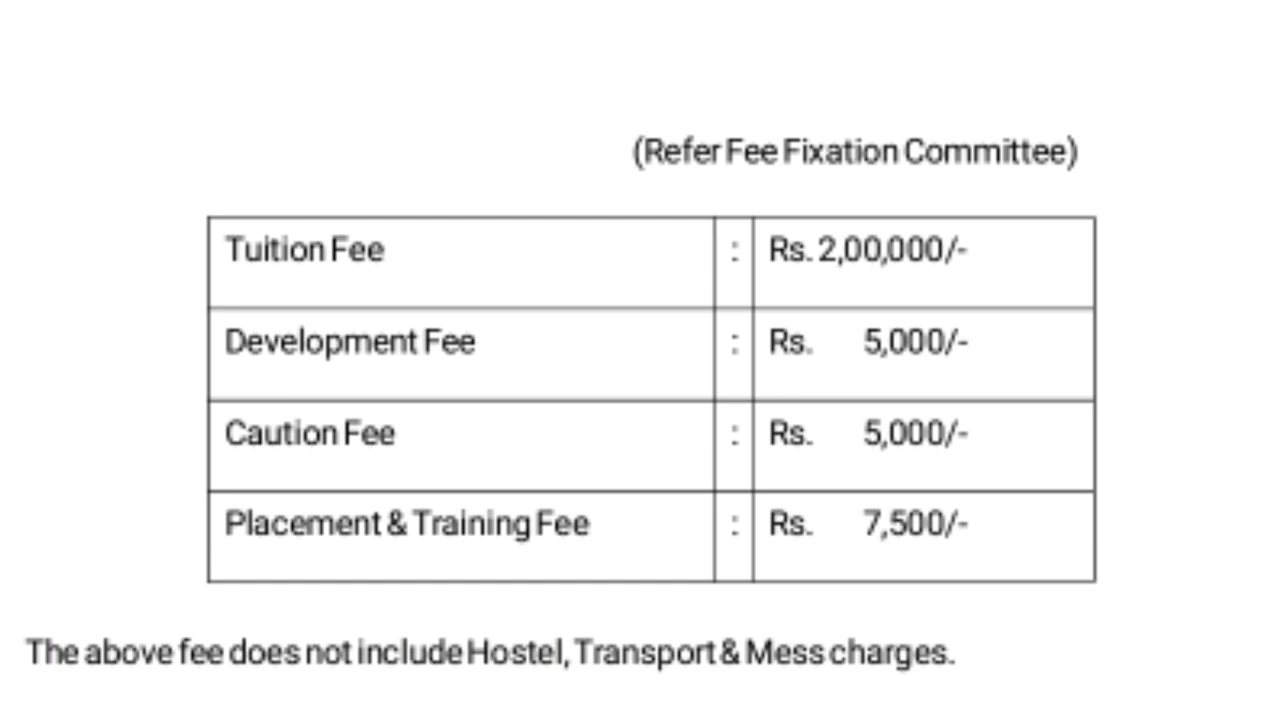 (Refer Fee Fixation Committee)
Tuition Fee : Rs. 2,00,000/-
Development Fee : Rs. 5,000/-
Caution Fee : Rs. 5,000/-
Placement & Training Fee : Rs. 7,500/-
The above fee does not include Hostel, Transport & Mess charges.